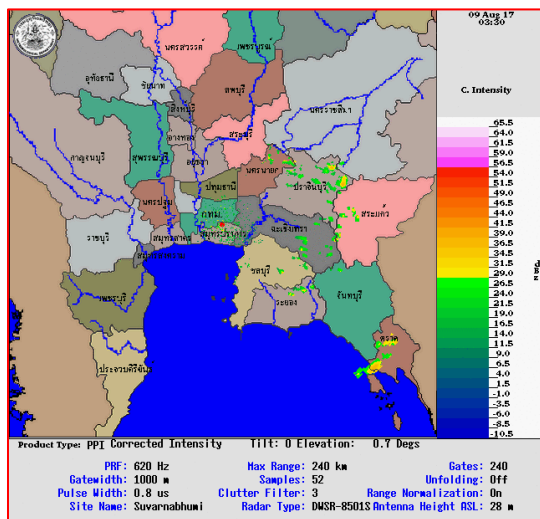 09 Aug 17
03:30
C. Intensity
65.5
64.0
61.5
59.0
56.5
54.0
51.5
49.0
46.5
44.0
41.5
39.0
36.5
34.0
31.5
29.0
26.5
24.0
21.5
19.0
16.5
14.0
11.5
9.0
6.5
4.0
1.5
-1.0
-3.5
-6.0
-8.5
-10.5
นครสวรรค์
เพชรบูรณ์
อุทัยธานี
ชัยนาท
ลพบุรี
สิงหบุรี
นครราชสีมา
อ่างทอง
สระบุรี
กาญจนบุรี
สุพรรณบุรี
อยุธยา
นครนายก
ปราจีนบุรี
ปทุมธานี
นครปฐม
กทม.
สระแก้ว
ราชบุรี
สมุทรสาคร
สมุทรปราการ
ฉะเชิงเทรา
สมุทรสงคราม
ชลบุรี
เพชรบุรี
ระยอง
จันทบุรี
ตราด
ประจวบคีรีขันธ์
Product Type: PPI Corrected Intensity Tilt: 0 Elevation: 0.7 Degs
PRF: 620 Hz Max Range: 240 km Gates: 240
Gatewidth: 1000 m Samples: 52 Unfolding: Off
Pulse Width: 0.8 us Clutter Filter: 3 Range Normalization: On
Site Name: Suvarnabhumi Radar Type: DWSR-8501S Antenna Height ASL: 28 m